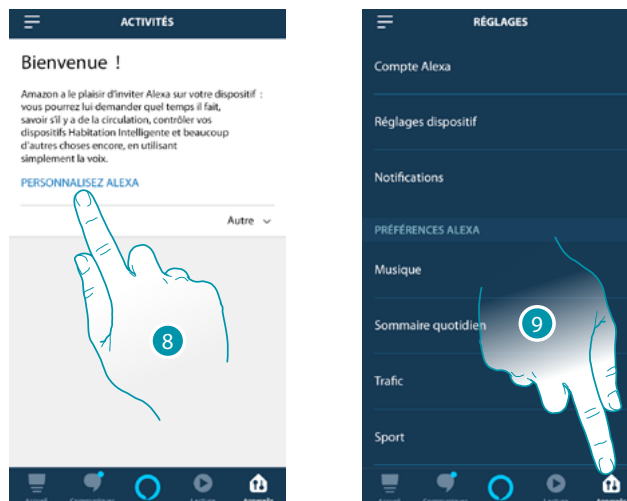 ACTIVITÉS
Bienvenue !
Amazon a le plaisir d'inviter Alexa sur votre dispositif :
vous pourrez lui demander quel temps il fait,
savoir s'il y a de la circulation, contrôler vos
dispositifs Habitation Intelligente et beaucoup
d'autres choses encore, en utilisant
simplement la voix.
PERSONNALISEZ ALEXA
Autre
8
RÉGLAGES
Compte Alexa
Réglages dispositif
Notifications
PRÉFÉRENCES ALEXA
Musique
Sommaire quotidien
9
Trafic
Sport